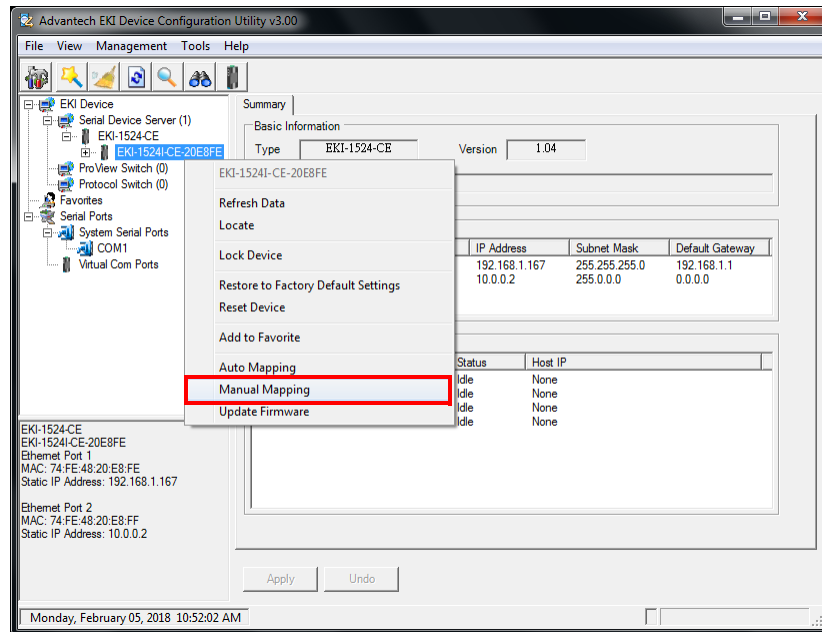 Advantech EKI Device Configuration Utility v3.00
File View Management Tools Help
EKI Device
Serial Device Server (1)
EKI-1524-CE
EKI-1524I-CE-20E8FE
ProView Switch (0)
Protocol Switch (0)
Favorites
Serial Ports
System Serial Ports
COM1
Virtual Com Ports
Summary
Basic Information
Type EKI-1524-CE Version 1.04
EKI-1524I-CE-20E8FE
Refresh Data
Locate
Lock Device
Restore to Factory Default Settings
Reset Device
Add to Favorite
Auto Mapping
Manual Mapping
Update Firmware
IP Address Subnet Mask Default Gateway
192.168.1.167 255.255.255.0 192.168.1.1
10.0.0.2 255.0.0.0 0.0.0.0
Status Host IP
Idle None
Idle None
Idle None
Idle None
EKI-1524-CE
EKI-1524I-CE-20E8FE
Ethernet Port 1
MAC: 74:FE:48:20:E8:FE
Static IP Address: 192.168.1.167
Ethernet Port 2
MAC: 74:FE:48:20:E8:FF
Static IP Address: 10.0.0.2
Apply Undo
Monday, February 05, 2018 10:52:02 AM